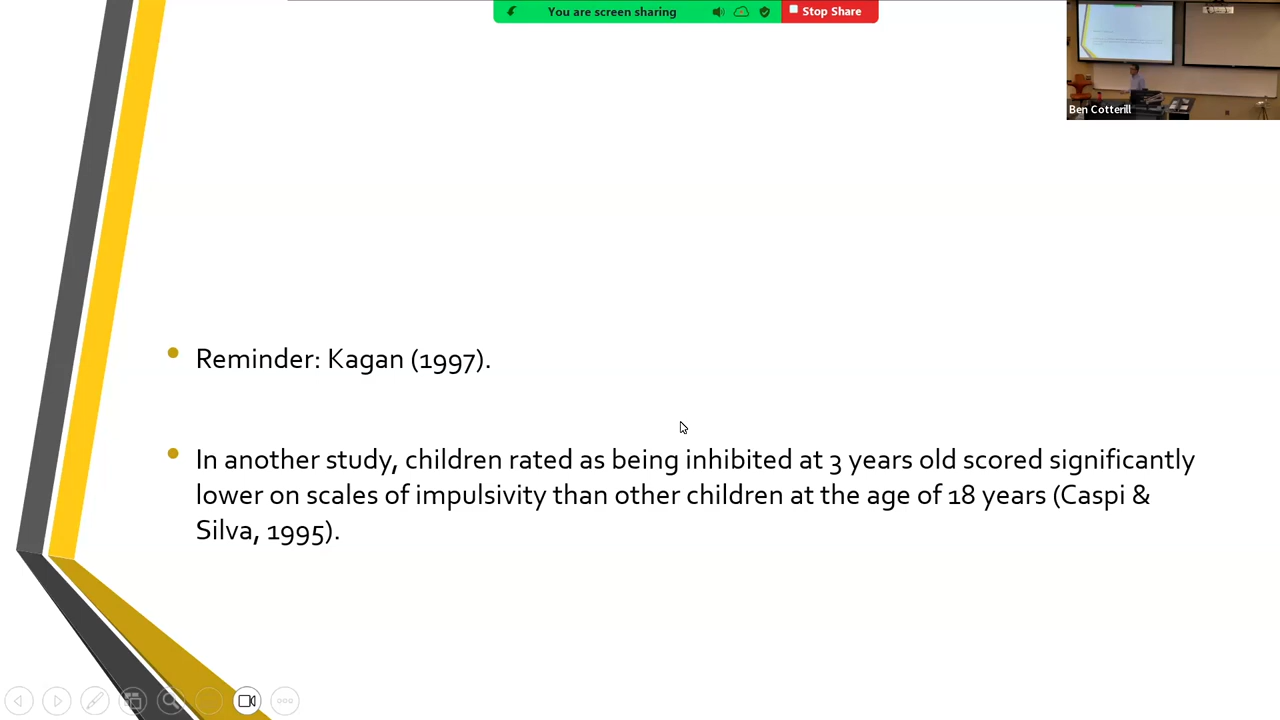 You are screen sharing
Stop Share
Ben Cotterill
Reminder: Kagan (1997).
In another study, children rated as being inhibited at 3 years old scored significantly
lower on scales of impulsivity than other children at the age of 18 years (Caspi &
Silva, 1995).